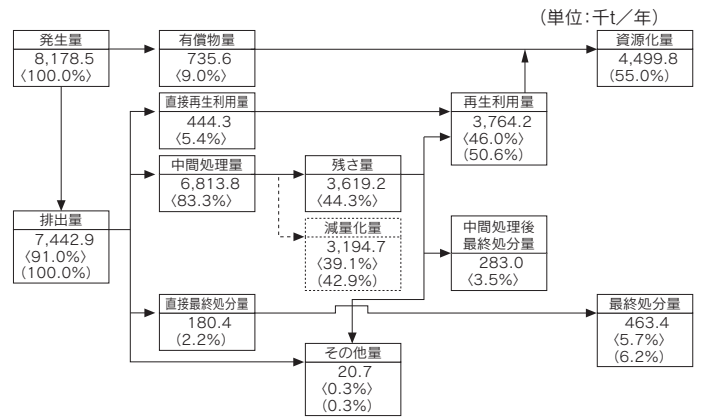 （単位：千t／年）
発生量
8,178.5
〈100.0%〉
有償物量
735.6
〈9.0%〉
資源化量
4,499.8
(55.0%)
直接再生利用量
444.3
〈5.4%〉
再生利用量
3,764.2
〈46.0%〉
(50.6%)
中間処理量
6,813.8
〈83.3%〉
残さ量
3,619.2
〈44.3%〉
排出量
7,442.9
〈91.0%〉
(100.0%)
減量化量
3,194.7
〈39.1%〉
(42.9%)
中間処理後
最終処分量
283.0
〈3.5%〉
直接最終処分量
180.4
(2.2%)
最終処分量
463.4
〈5.7%〉
(6.2%)
その他量
20.7
〈0.3%〉
(0.3%)